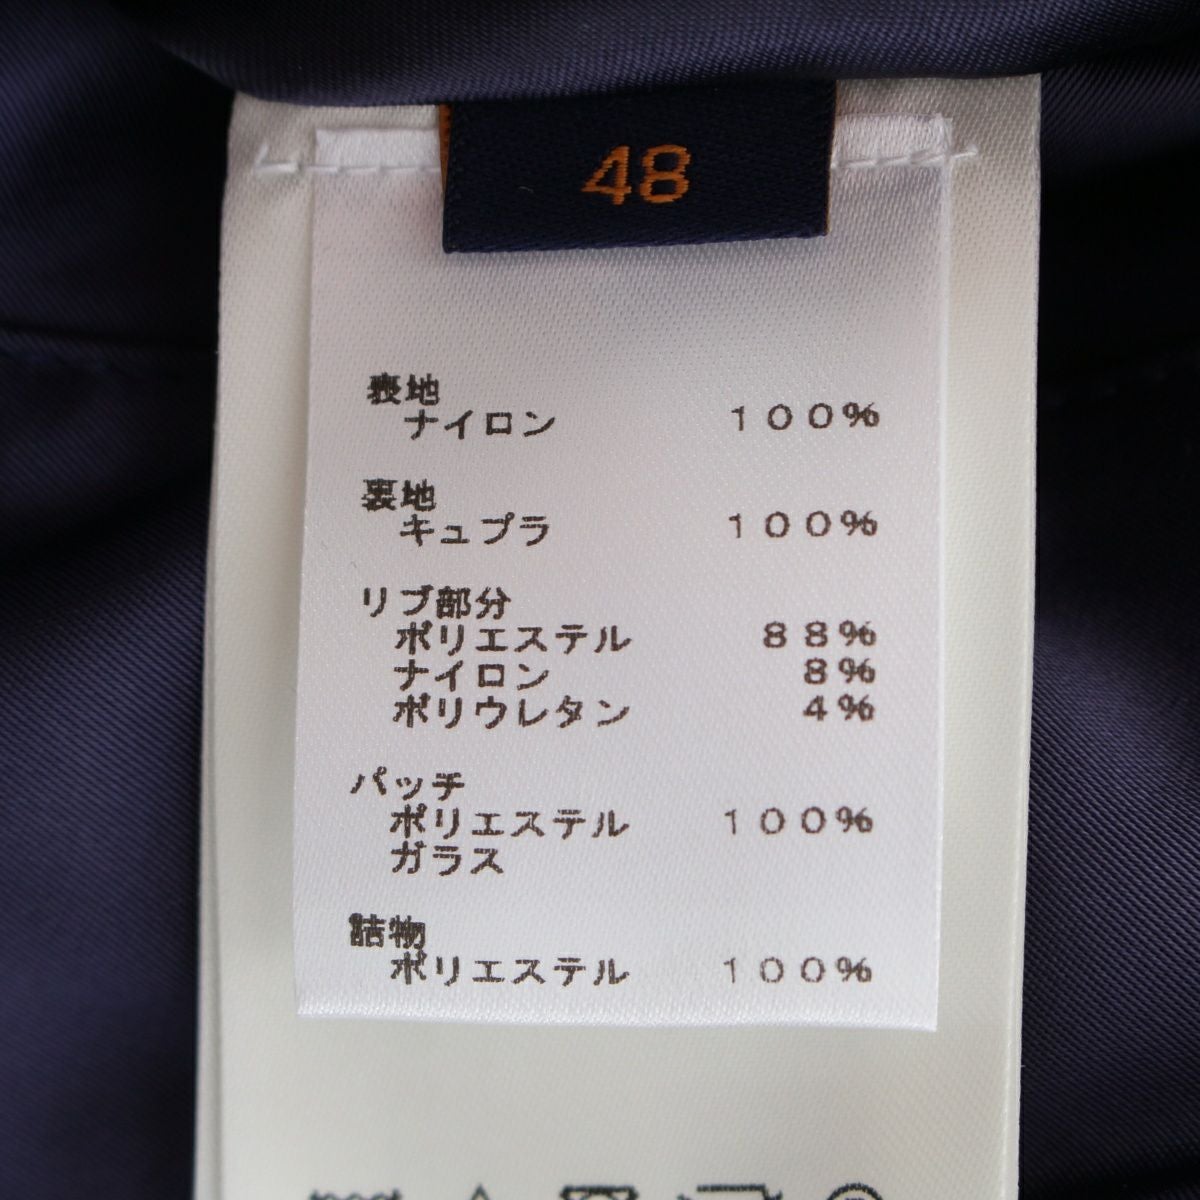 48
表地
ナイロン 100%
裏地
キュプラ 100%
リブ部分
ポリエステル 88%
ナイロン 8%
ポリウレタン 4%
パッチ
ポリエステル 100%
ガラス
詰物
ポリエステル 100%